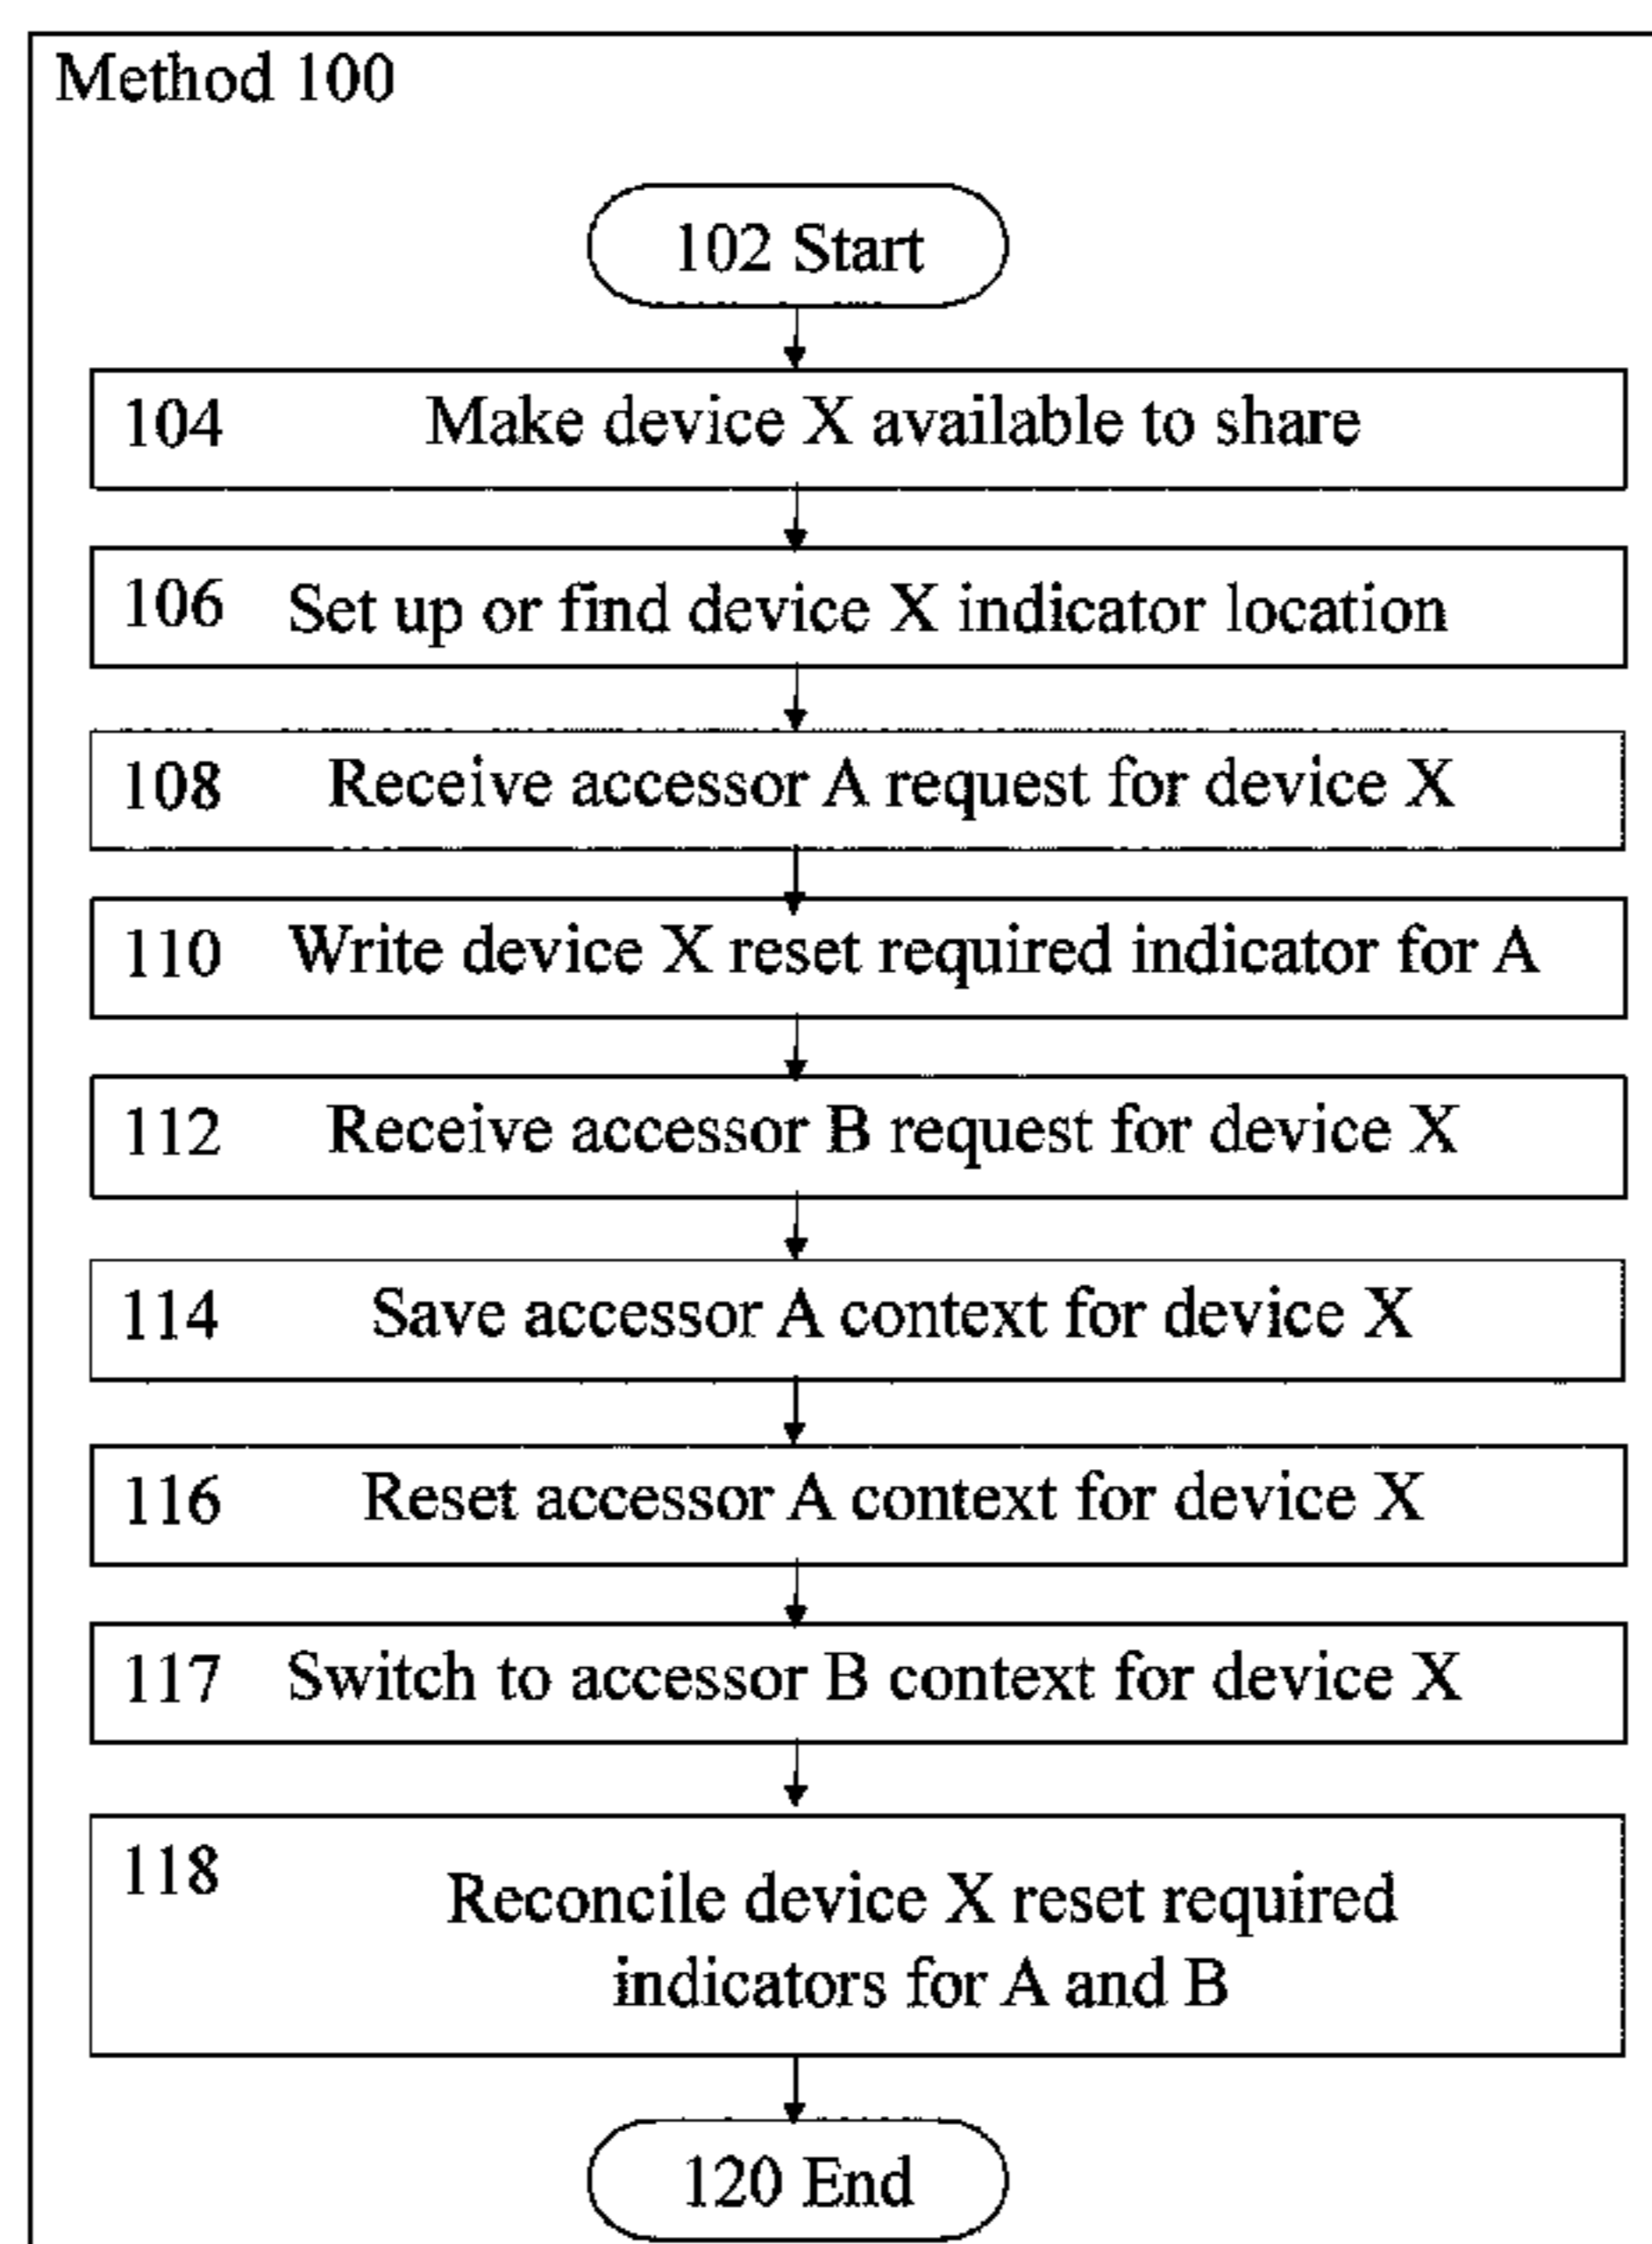 Method 100
102 Start
104 Make device X available to share
106 Set up or find device X indicator location
108 Receive accessor A request for device X
110 Write device X reset required indicator for A
112 Receive accessor B request for device X
114 Save accessor A context for device X
116 Reset accessor A context for device X
117 Switch to accessor B context for device X
118 Reconcile device X reset required
indicators for A and B
120 End